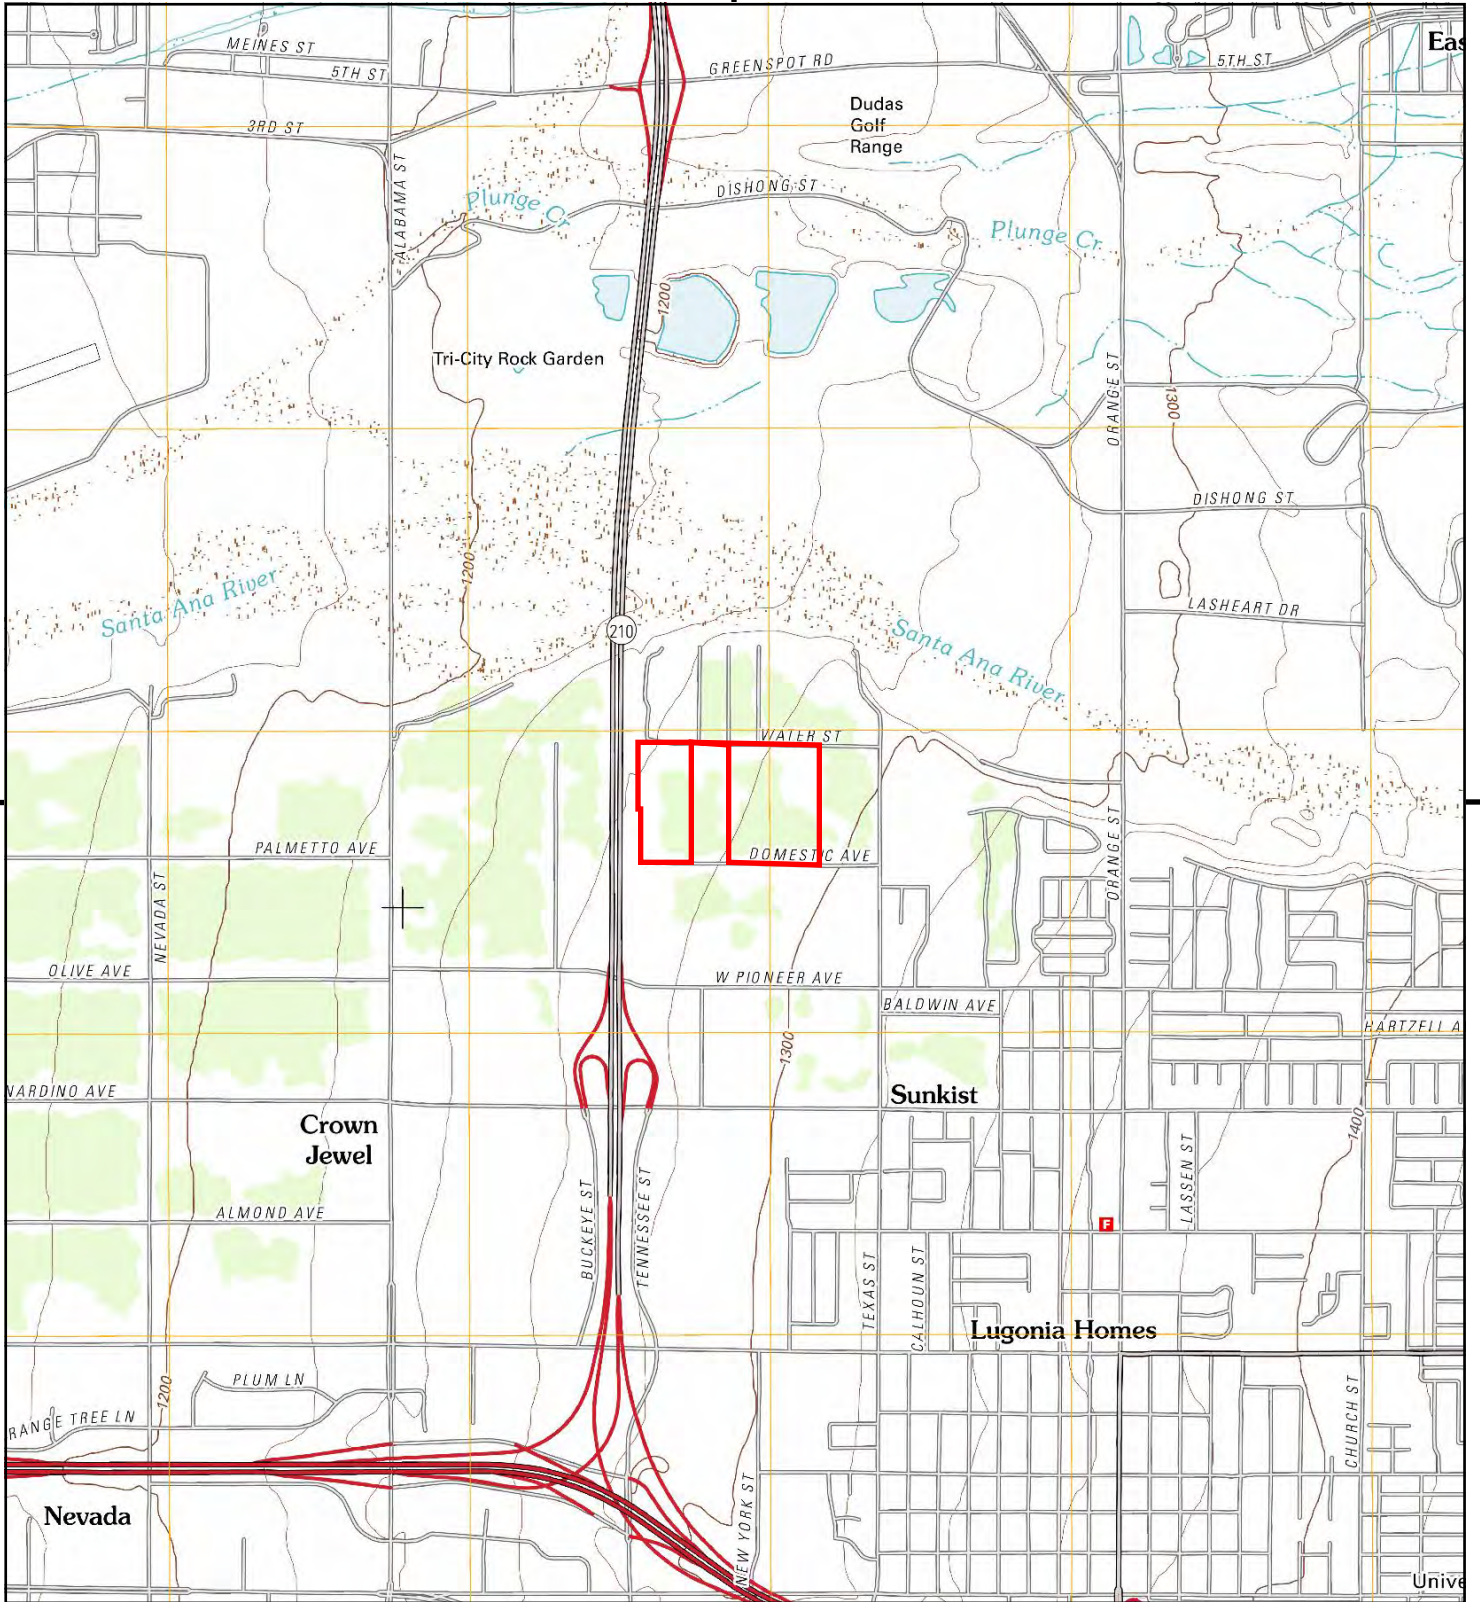 MEINES ST
5TH ST
GREENSPOT RD
5TH ST
Eas
Dudas
Golf
Range
3RD ST
ALABAMA ST
Plunge Cr
DISHONG ST
Plunge Cr.
1200
Tri-City Rock Garden
ORANGE ST
1300
DISHONG ST
1200
Santa Ana River
LASHEART DR
210
Santa Ana River
WATER ST
PALMETTO AVE
DOMESTIC AVE
ORANGE ST
NEVADA ST
OLIVE AVE
W PIONEER AVE
BALDWIN AVE
HARTZELL A
1300
NARDINO AVE
Sunkist
Crown
Jewel
1400
LASSEN ST
BUCKEYE ST
TENNESSEE ST
ALMOND AVE
F
TEXAS ST
CALHOUN ST
Lugonia Homes
1200
PLUM LN
RANGE TREE LN
CHURCH ST
Nevada
NEW YORK ST
Unive